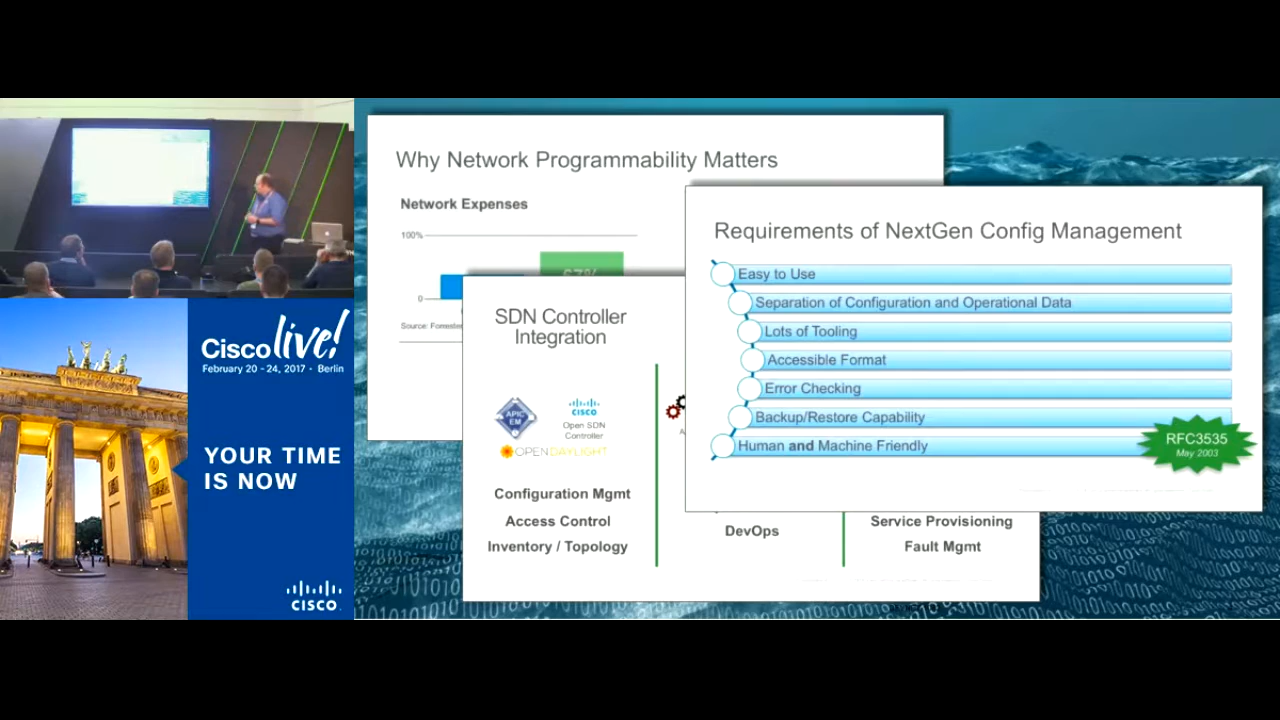 Cisco live!
February 20 - 24, 2017 • Berlin
YOUR TIME
IS NOW
CISCO
Why Network Programmability Matters
Network Expenses
100%
67%
0
Source: Forrester
SDN Controller
Integration
APIC
EM
CISCO
Open SDN
Controller
OPENDAYLIGHT
Configuration Mgmt
Access Control
Inventory / Topology
DevOps
Service Provisioning
Fault Mgmt
Requirements of NextGen Config Management
Easy to Use
Separation of Configuration and Operational Data
Lots of Tooling
Accessible Format
Error Checking
Backup/Restore Capability
Human and Machine Friendly
RFC3535
May 2003